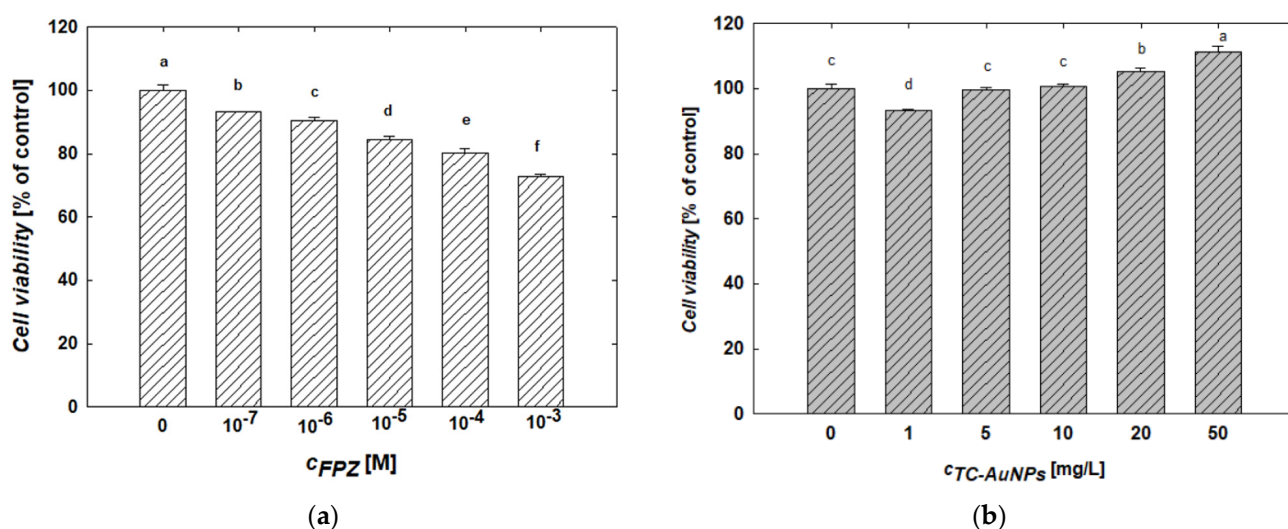 120
100
80
60
40
20
0
Cell viability [% of control]
a
b
c
d
e
f
0 10⁻⁷ 10⁻⁶ 10⁻⁵ 10⁻⁴ 10⁻³
cFPZ [M]
(a)
120
100
80
60
40
20
0
Cell viability [% of control]
c
d
c
c
b
a
0 1 5 10 20 50
cTC-AuNPs [mg/L]
(b)